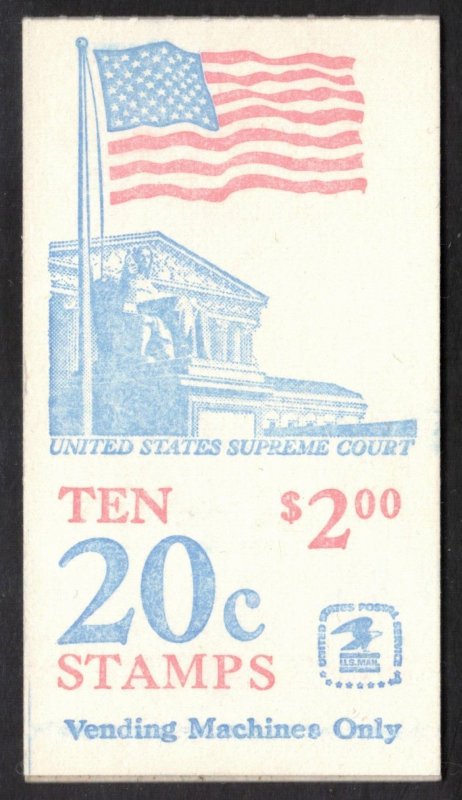 UNITED STATES SUPREME COURT
TEN $2.00
20c
STAMPS
UNITED STATES POSTAL SERVICE
U.S.MAIL
Vending Machines Only